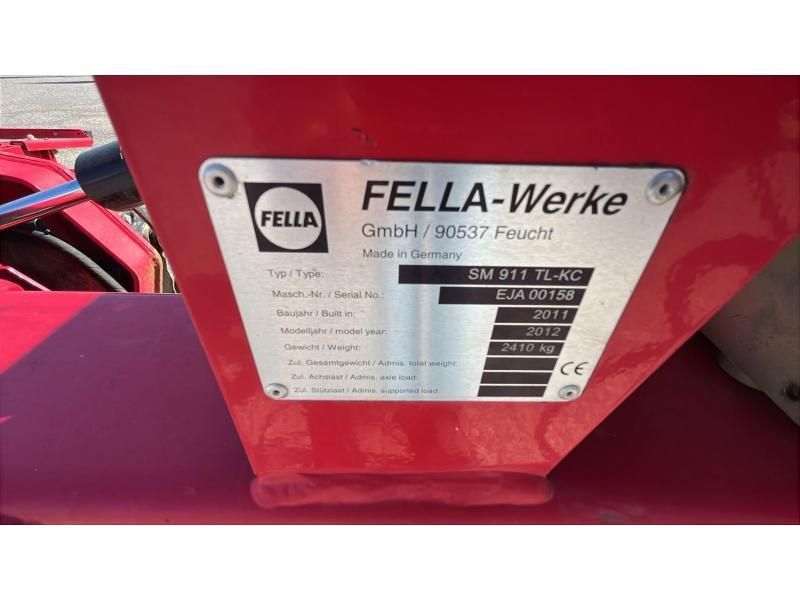 FELLA
FELLA-Werke
GmbH / 90537 Feucht
Made in Germany
Typ / Type: SM 911 TL-KC
Masch.-Nr. / Serial No.: EJA 00158
Baujahr / Built in: 2011
Modelljahr / model year: 2012
Gewicht / Weight: 2410 kg
Zul. Gesamtgewicht / Admis. total weight:
Zul. Achslast / Admis. axle load:
Zul. Stützlast / Admis. supported load:
CE